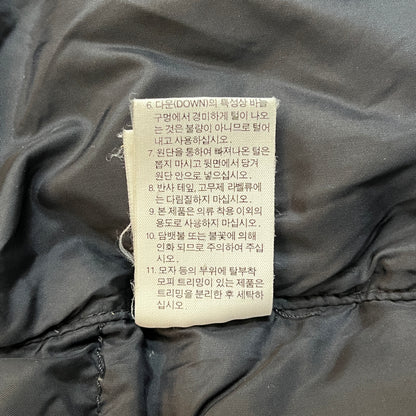 6. 다운(DOWN)의 특성상 바늘
구멍에서 경미하게 털이 나오
는 것은 불량이 아니므로 털어
내고 사용하십시오.
7. 원단을 통하여 빠져나온 털은
뽑지 마시고 뒷면에서 당겨
원단 안으로 넣으십시오.
8. 반사 테잎, 고무제 라벨류에
는 다림질하지 마십시오.
9. 본 제품은 의류 착용 이외의
용도로 사용하지 마십시오.
10. 담뱃불 또는 불꽃에 의해
인화 되므로 주의하여 주십
시오.
11. 모자 등의 부위에 탈부착
모피 트리밍이 있는 제품은
트리밍을 분리한 후 세탁하
십시오.